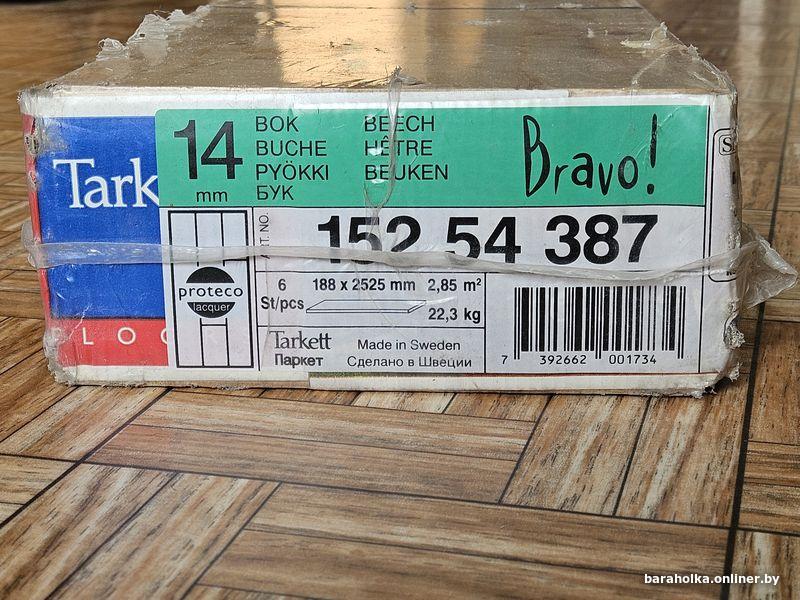 Tark
LOC
14
mm
BOK
BUCHE
PYÖKKI
БУК
BEECH
HÊTRE
BEUKEN
Bravo!
ART. NO.
152 54 387
proteco
lacquer
6
St/pcs
188 x 2525 mm
2,85 m²
22,3 kg
Tarkett
Паркет
Made in Sweden
Сделано в Швеции
7 392662 001734
baraholka.onliner.by